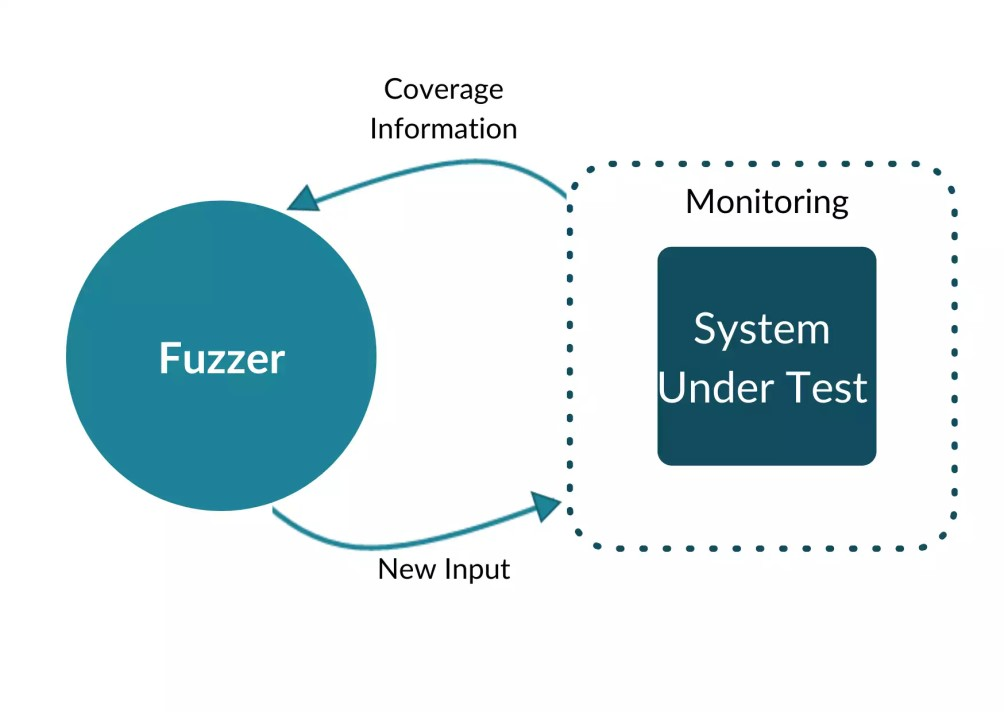 Coverage
Information
Monitoring
Fuzzer
System
Under Test
New Input